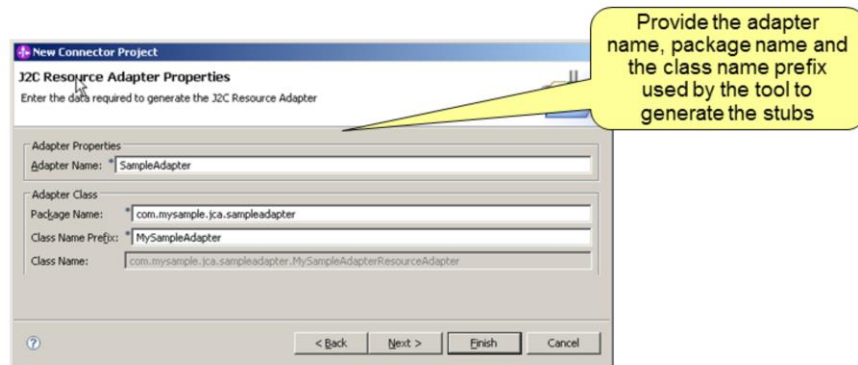 New Connector Project
J2C Resource Adapter Properties
Enter the data required to generate the J2C Resource Adapter
Provide the adapter
name, package name and
the class name prefix
used by the tool to
generate the stubs
Adapter Properties
Adapter Name: * SampleAdapter
Adapter Class
Package Name: * com.mysample.jca.sampleadapter
Class Name Prefix: * MySampleAdapter
Class Name: com.mysample.jca.sampleadapter.MySampleAdapterResourceAdapter
? < Back Next > Finish Cancel